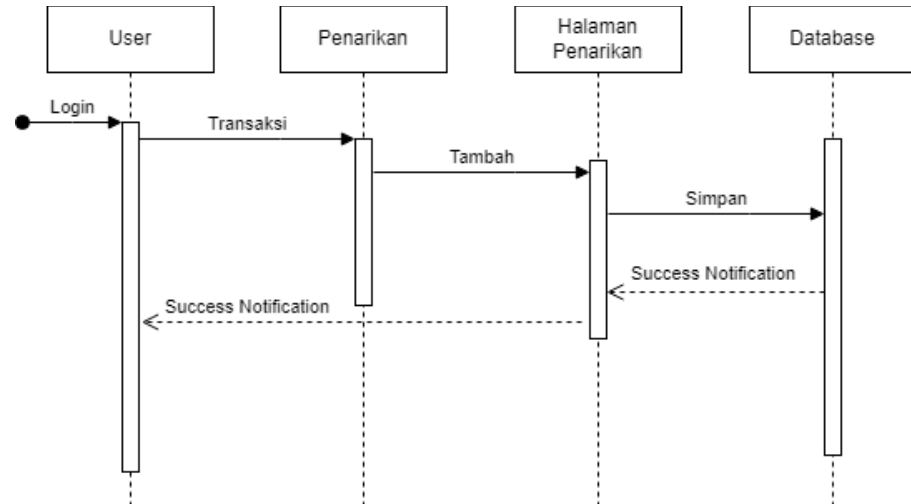 User
Penarikan
Halaman
Penarikan
Database
Login
Transaksi
Tambah
Simpan
Success Notification
Success Notification